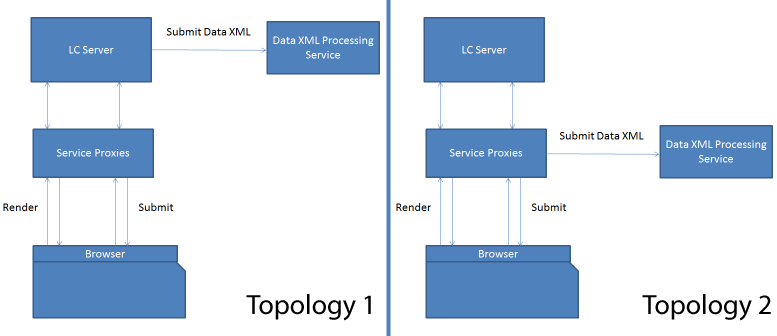 Submit Data XML
LC Server
Data XML Processing
Service
Service Proxies
Render
Submit
Browser
Topology 1
LC Server
Submit Data XML
Service Proxies
Data XML Processing
Service
Render
Submit
Browser
Topology 2